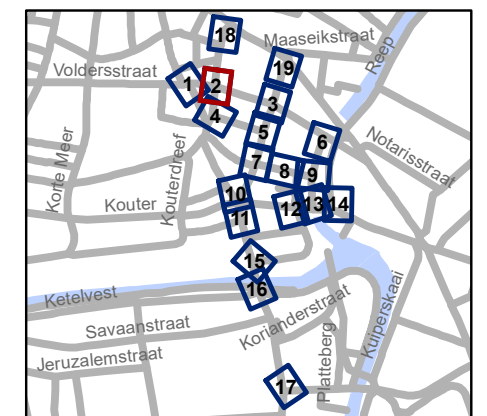 18
Maaseikstraat
Reep
19
Voldersstraat
1
2
3
4
5
6
Notarisstraat
Korte Meer
Kouterdreef
7
8
9
10
Kouter
11
12
13
14
15
16
Ketelvest
Korianderstraat
Kuiperskaai
Savaanstraat
Platteberg
Jeruzalemstraat
17